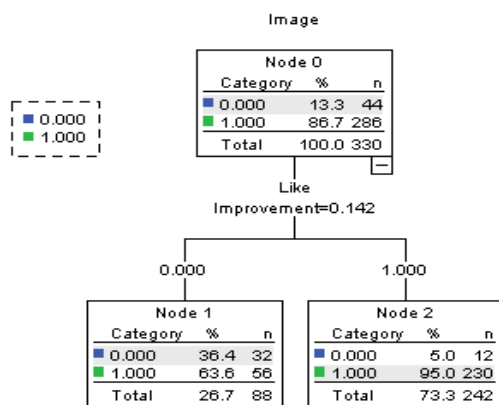 Image
Node 0
Category % n
0.000 13.3 44
1.000 86.7 286
Total 100.0 330
0.000
1.000
Like
Improvement=0.142
0.000
1.000
Node 1
Category % n
0.000 36.4 32
1.000 63.6 56
Total 26.7 88
Node 2
Category % n
0.000 5.0 12
1.000 95.0 230
Total 73.3 242